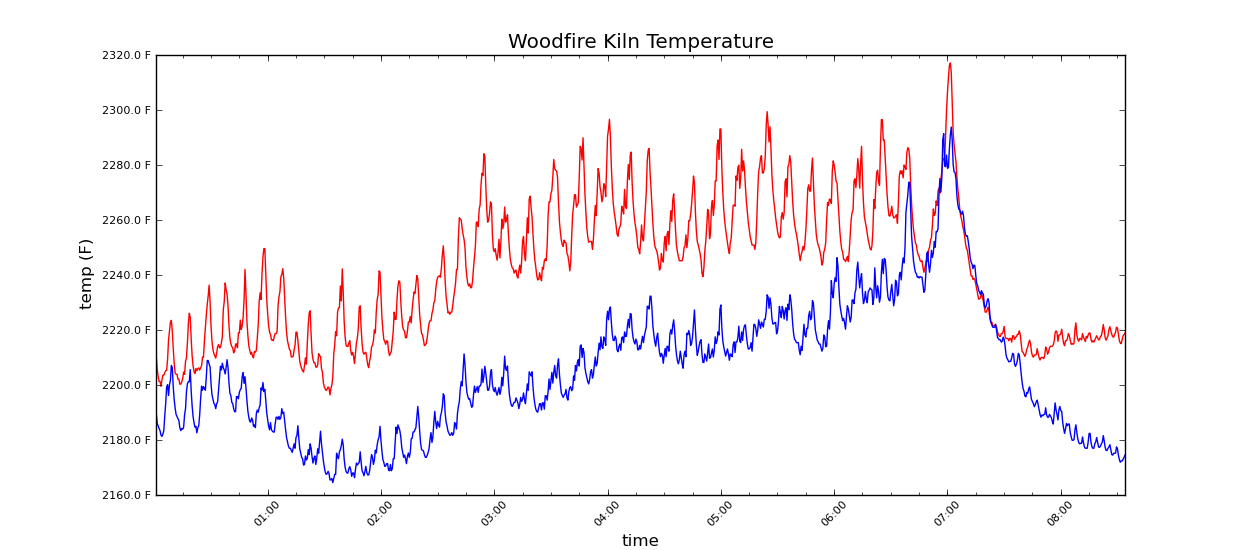 Woodfire Kiln Temperature
temp (F)
2320.0 F
2300.0 F
2280.0 F
2260.0 F
2240.0 F
2220.0 F
2200.0 F
2180.0 F
2160.0 F
01:00
02:00
03:00
04:00
05:00
06:00
07:00
08:00
time